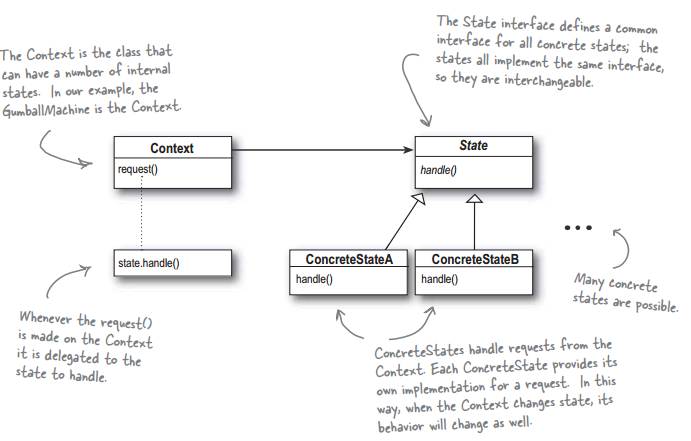 The Context is the class that
can have a number of internal
states. In our example, the
GumballMachine is the Context.
The State interface defines a common
interface for all concrete states; the
states all implement the same interface,
so they are interchangeable.
Context
request()
State
handle()
state.handle()
ConcreteStateA
handle()
ConcreteStateB
handle()
Many concrete
states are possible.
Whenever the request()
is made on the Context
it is delegated to the
state to handle.
ConcreteStates handle requests from the
Context. Each ConcreteState provides its
own implementation for a request. In this
way, when the Context changes state, its
behavior will change as well.